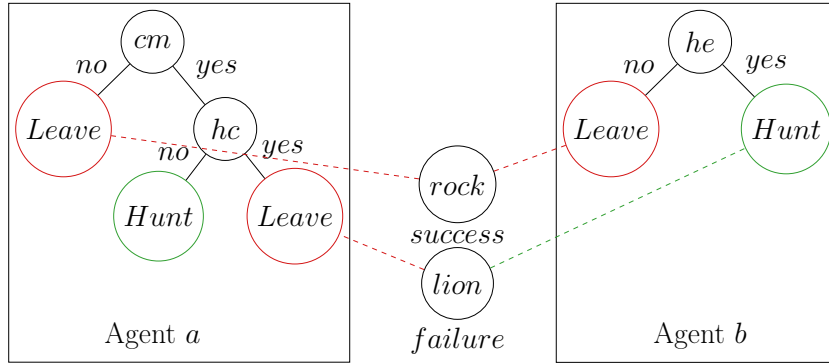 cm
he
no
yes
no
yes
Leave
hc
Leave
Hunt
no
yes
rock
Hunt
Leave
success
lion
Agent a
failure
Agent b